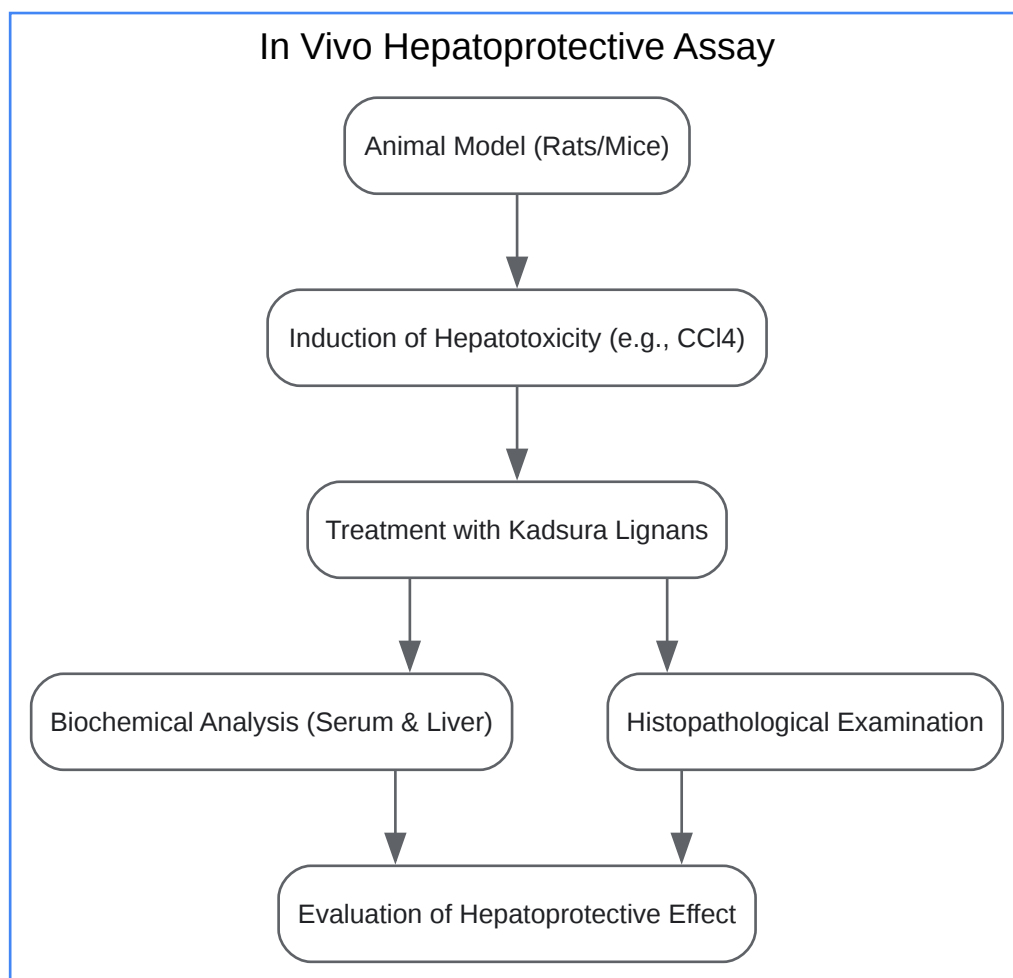 In Vivo Hepatoprotective Assay
Animal Model (Rats/Mice)
Induction of Hepatotoxicity (e.g., CCl4)
Treatment with Kadsura Lignans
Biochemical Analysis (Serum & Liver)
Histopathological Examination
Evaluation of Hepatoprotective Effect